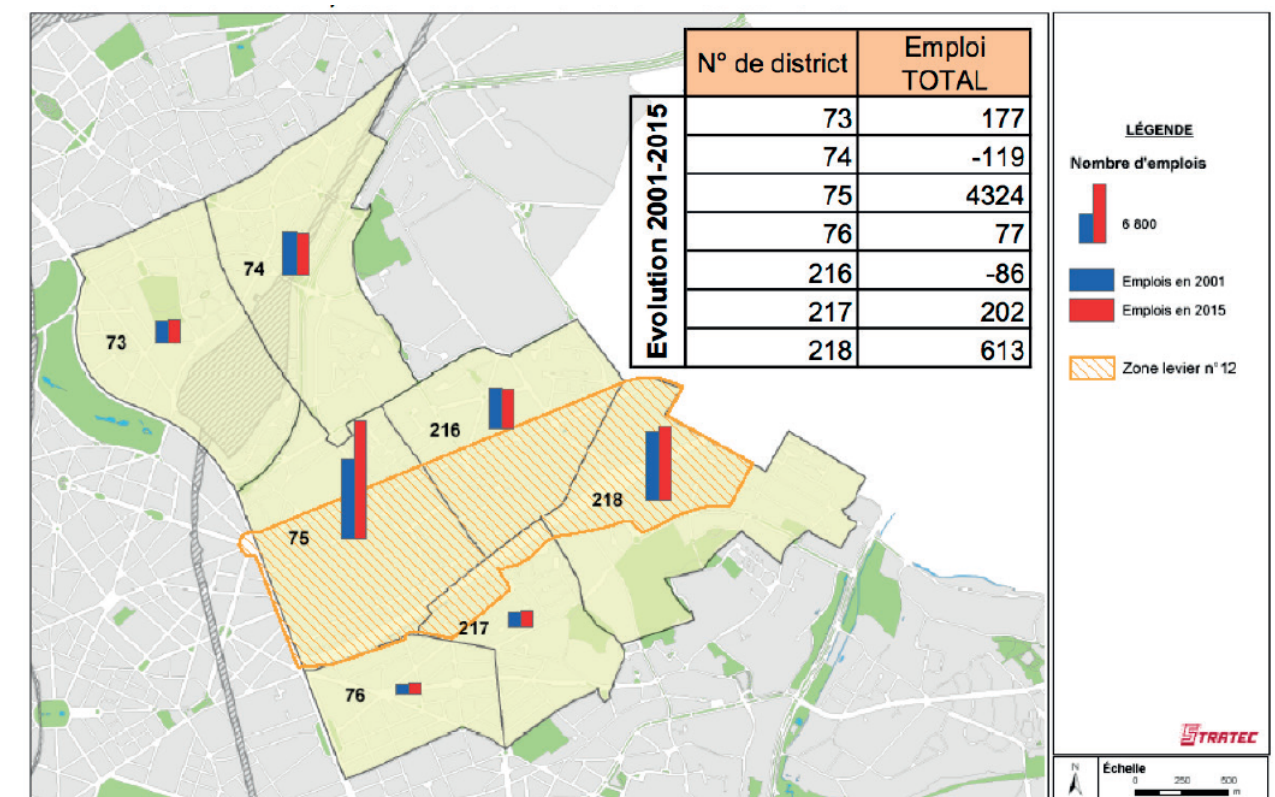 N° de district Emploi TOTAL
Evolution 2001-2015
73 177
74 -119
75 4324
76 77
216 -86
217 202
218 613
74
73
216
218
75
217
76
LÉGENDE
Nombre d'emplois
6 800
Emplois en 2001
Emplois en 2015
Zone levier n°12
STRATEC
N
Échelle
0 250 500
m